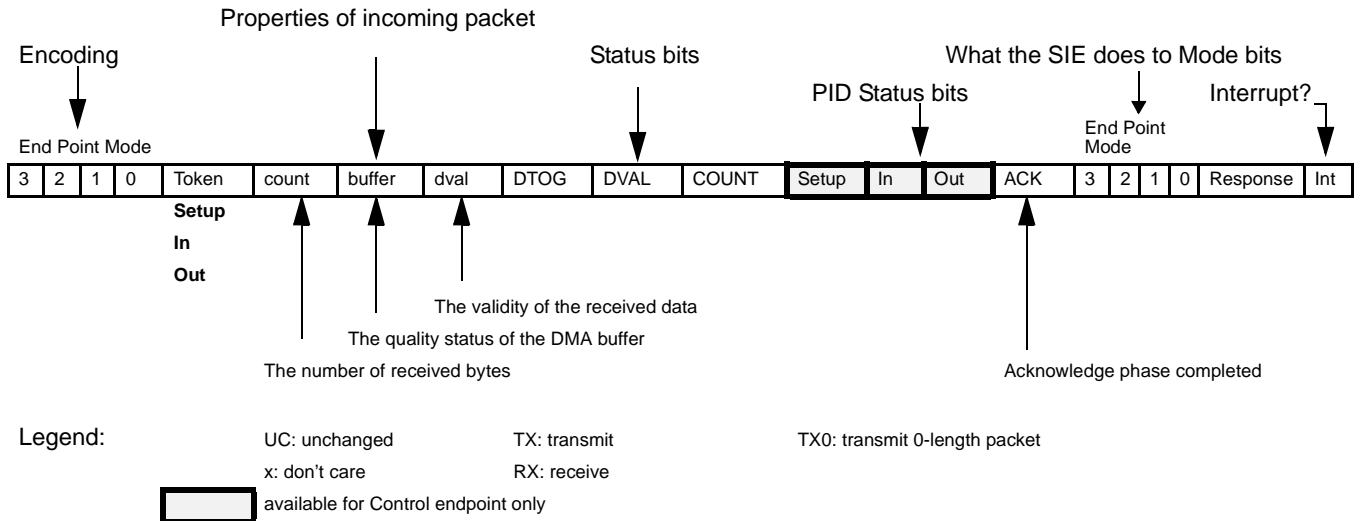 Properties of incoming packet
Encoding
Status bits
What the SIE does to Mode bits
PID Status bits
Interrupt?
End Point Mode
End Point
Mode
3 2 1 0 Token count buffer dval DTOG DVAL COUNT Setup In Out ACK 3 2 1 0 Response Int
Setup
In
Out
The validity of the received data
The quality status of the DMA buffer
The number of received bytes
Acknowledge phase completed
Legend:
UC: unchanged
TX: transmit
TX0: transmit 0-length packet
x: don't care
RX: receive
available for Control endpoint only